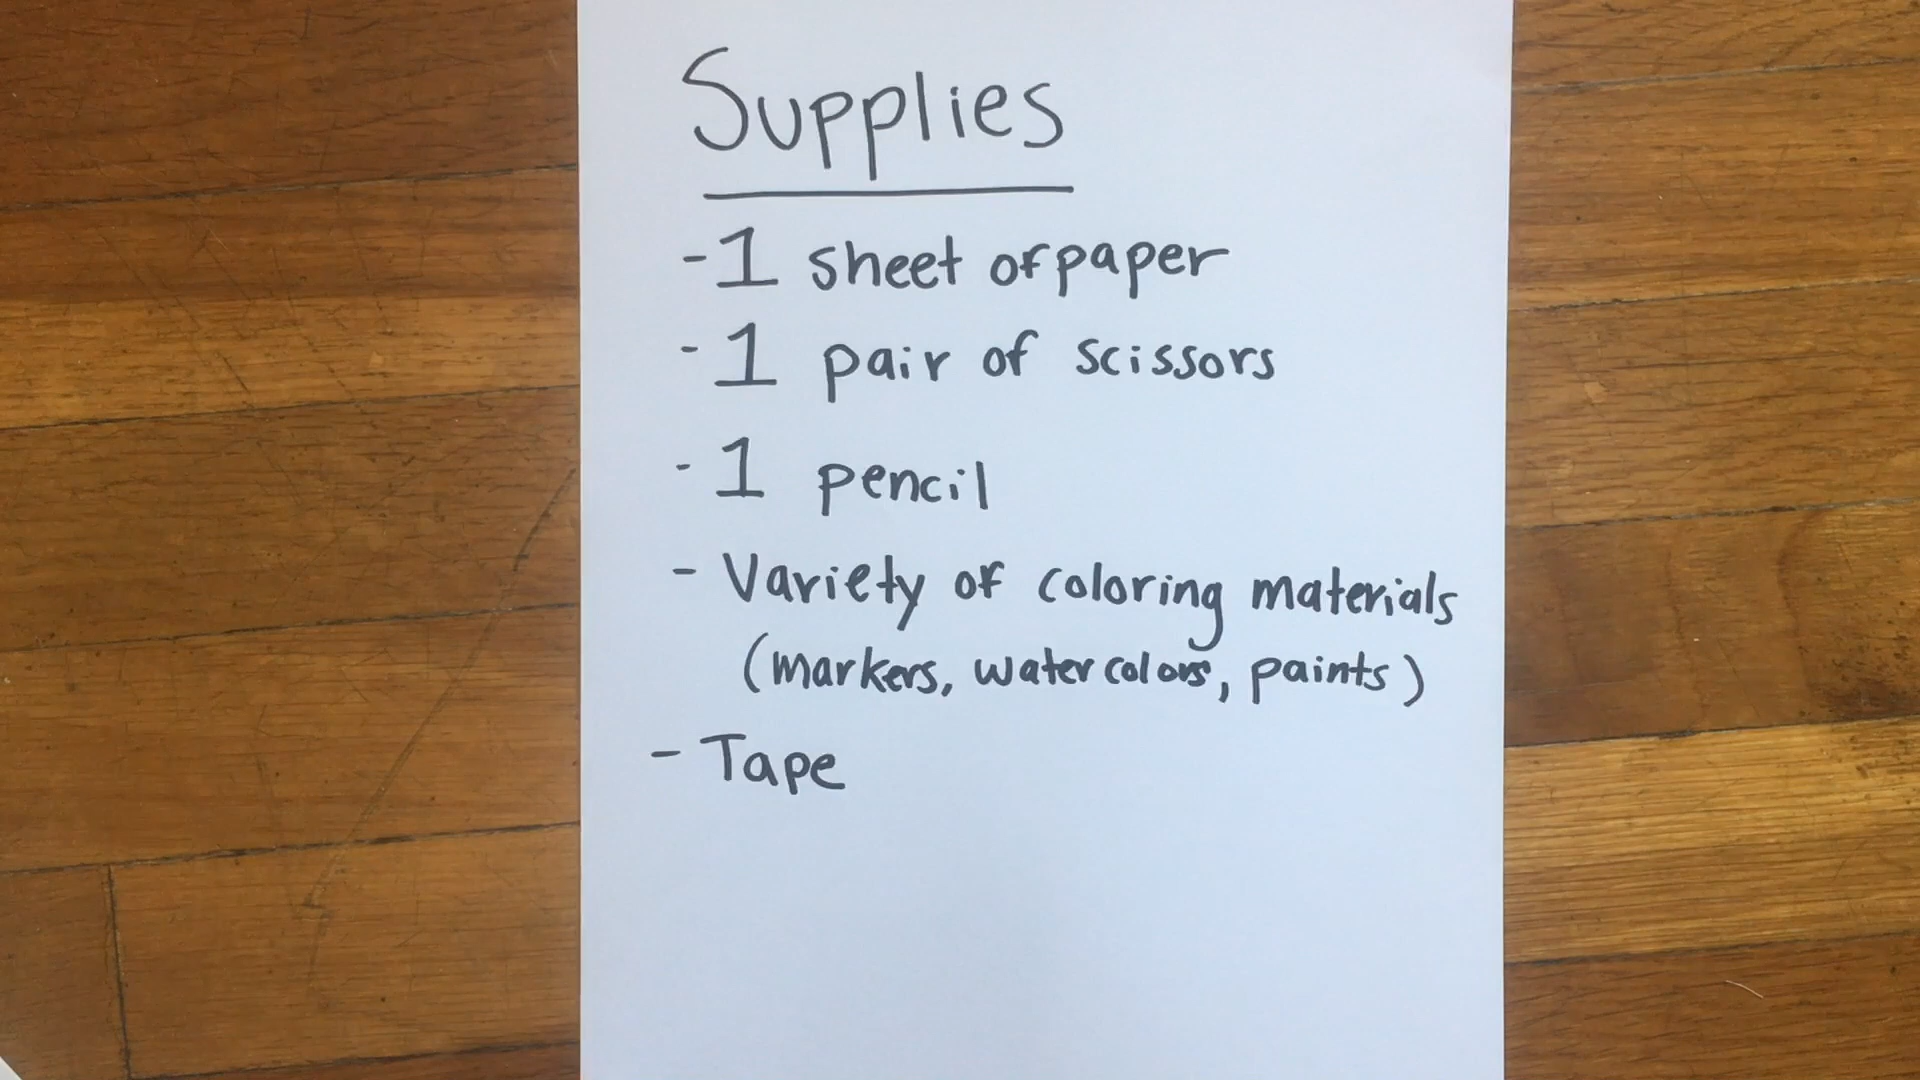 Supplies
- 1 sheet of paper
- 1 pair of scissors
- 1 pencil
- Variety of coloring materials
(markers, watercolors, paints)
- Tape